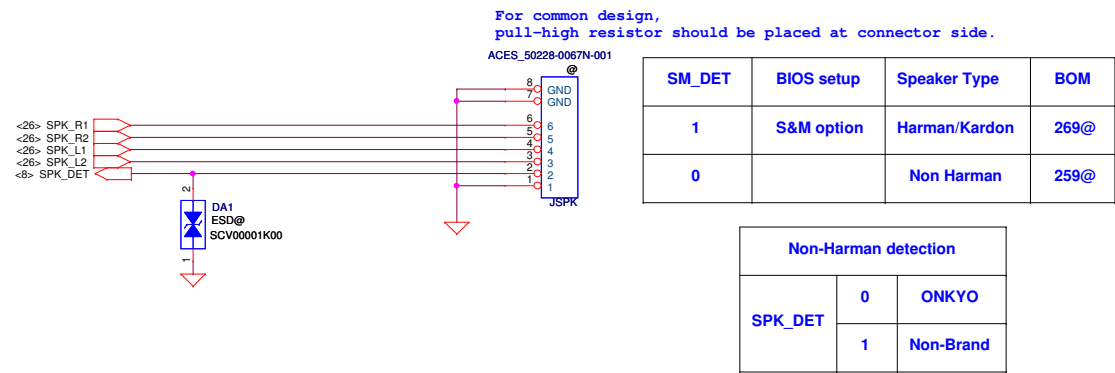 For common design,
pull-high resistor should be placed at connector side.
ACES_50228-0067N-001
@
8 GND
7 GND
<26> SPK_R1 6 6
<26> SPK_R2 5 5
<26> SPK_L1 4 4
<26> SPK_L2 3 3
<8> SPK_DET 2 2
1 1
JSPK
2
DA1
ESD@
SCV00001K00
1
SM_DET BIOS setup Speaker Type BOM
1 S&M option Harman/Kardon 269@
0 Non Harman 259@
Non-Harman detection
SPK_DET
0 ONKYO
1 Non-Brand